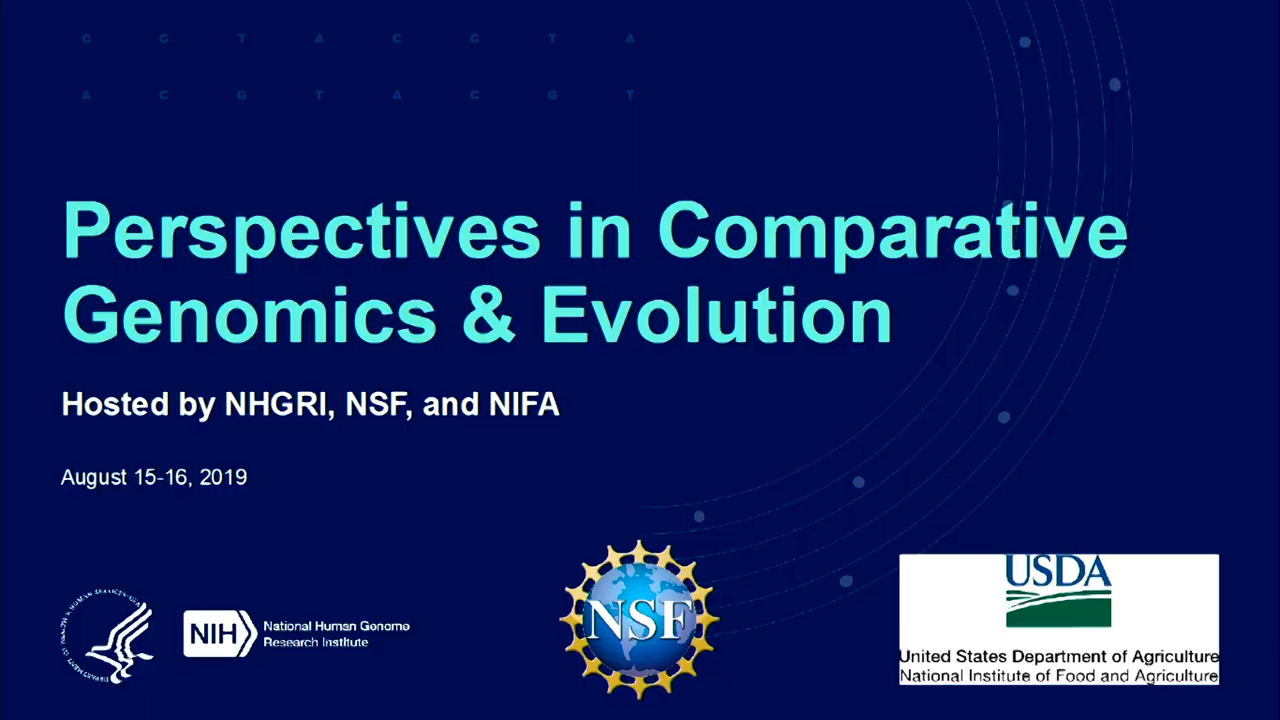 C G T A C G T A
A C G T A C G T
Perspectives in Comparative
Genomics & Evolution
Hosted by NHGRI, NSF, and NIFA
August 15-16, 2019
NIH
National Human Genome
Research Institute
NSF
USDA
United States Department of Agriculture
National Institute of Food and Agriculture